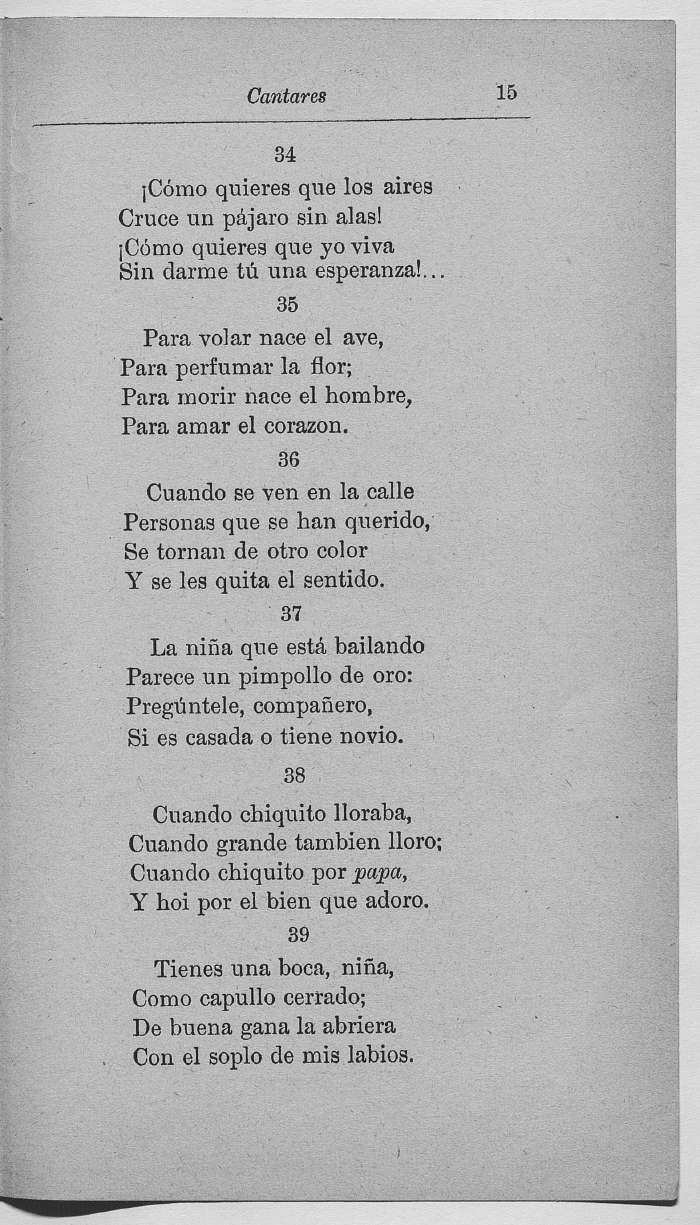 Cantares 15
34
¡Cómo quieres que los aires
Cruce un pájaro sin alas!
¡Cómo quieres que yo viva
Sin darme tú una esperanza!...
35
Para volar nace el ave,
Para perfumar la flor;
Para morir nace el hombre,
Para amar el corazon.
36
Cuando se ven en la calle
Personas que se han querido,
Se tornan de otro color
Y se les quita el sentido.
37
La niña que está bailando
Parece un pimpollo de oro:
Pregúntele, compañero,
Si es casada o tiene novio.
38
Cuando chiquito lloraba,
Cuando grande tambien lloro;
Cuando chiquito por papa,
Y hoi por el bien que adoro.
39
Tienes una boca, niña,
Como capullo cerrado;
De buena gana la abriera
Con el soplo de mis labios.